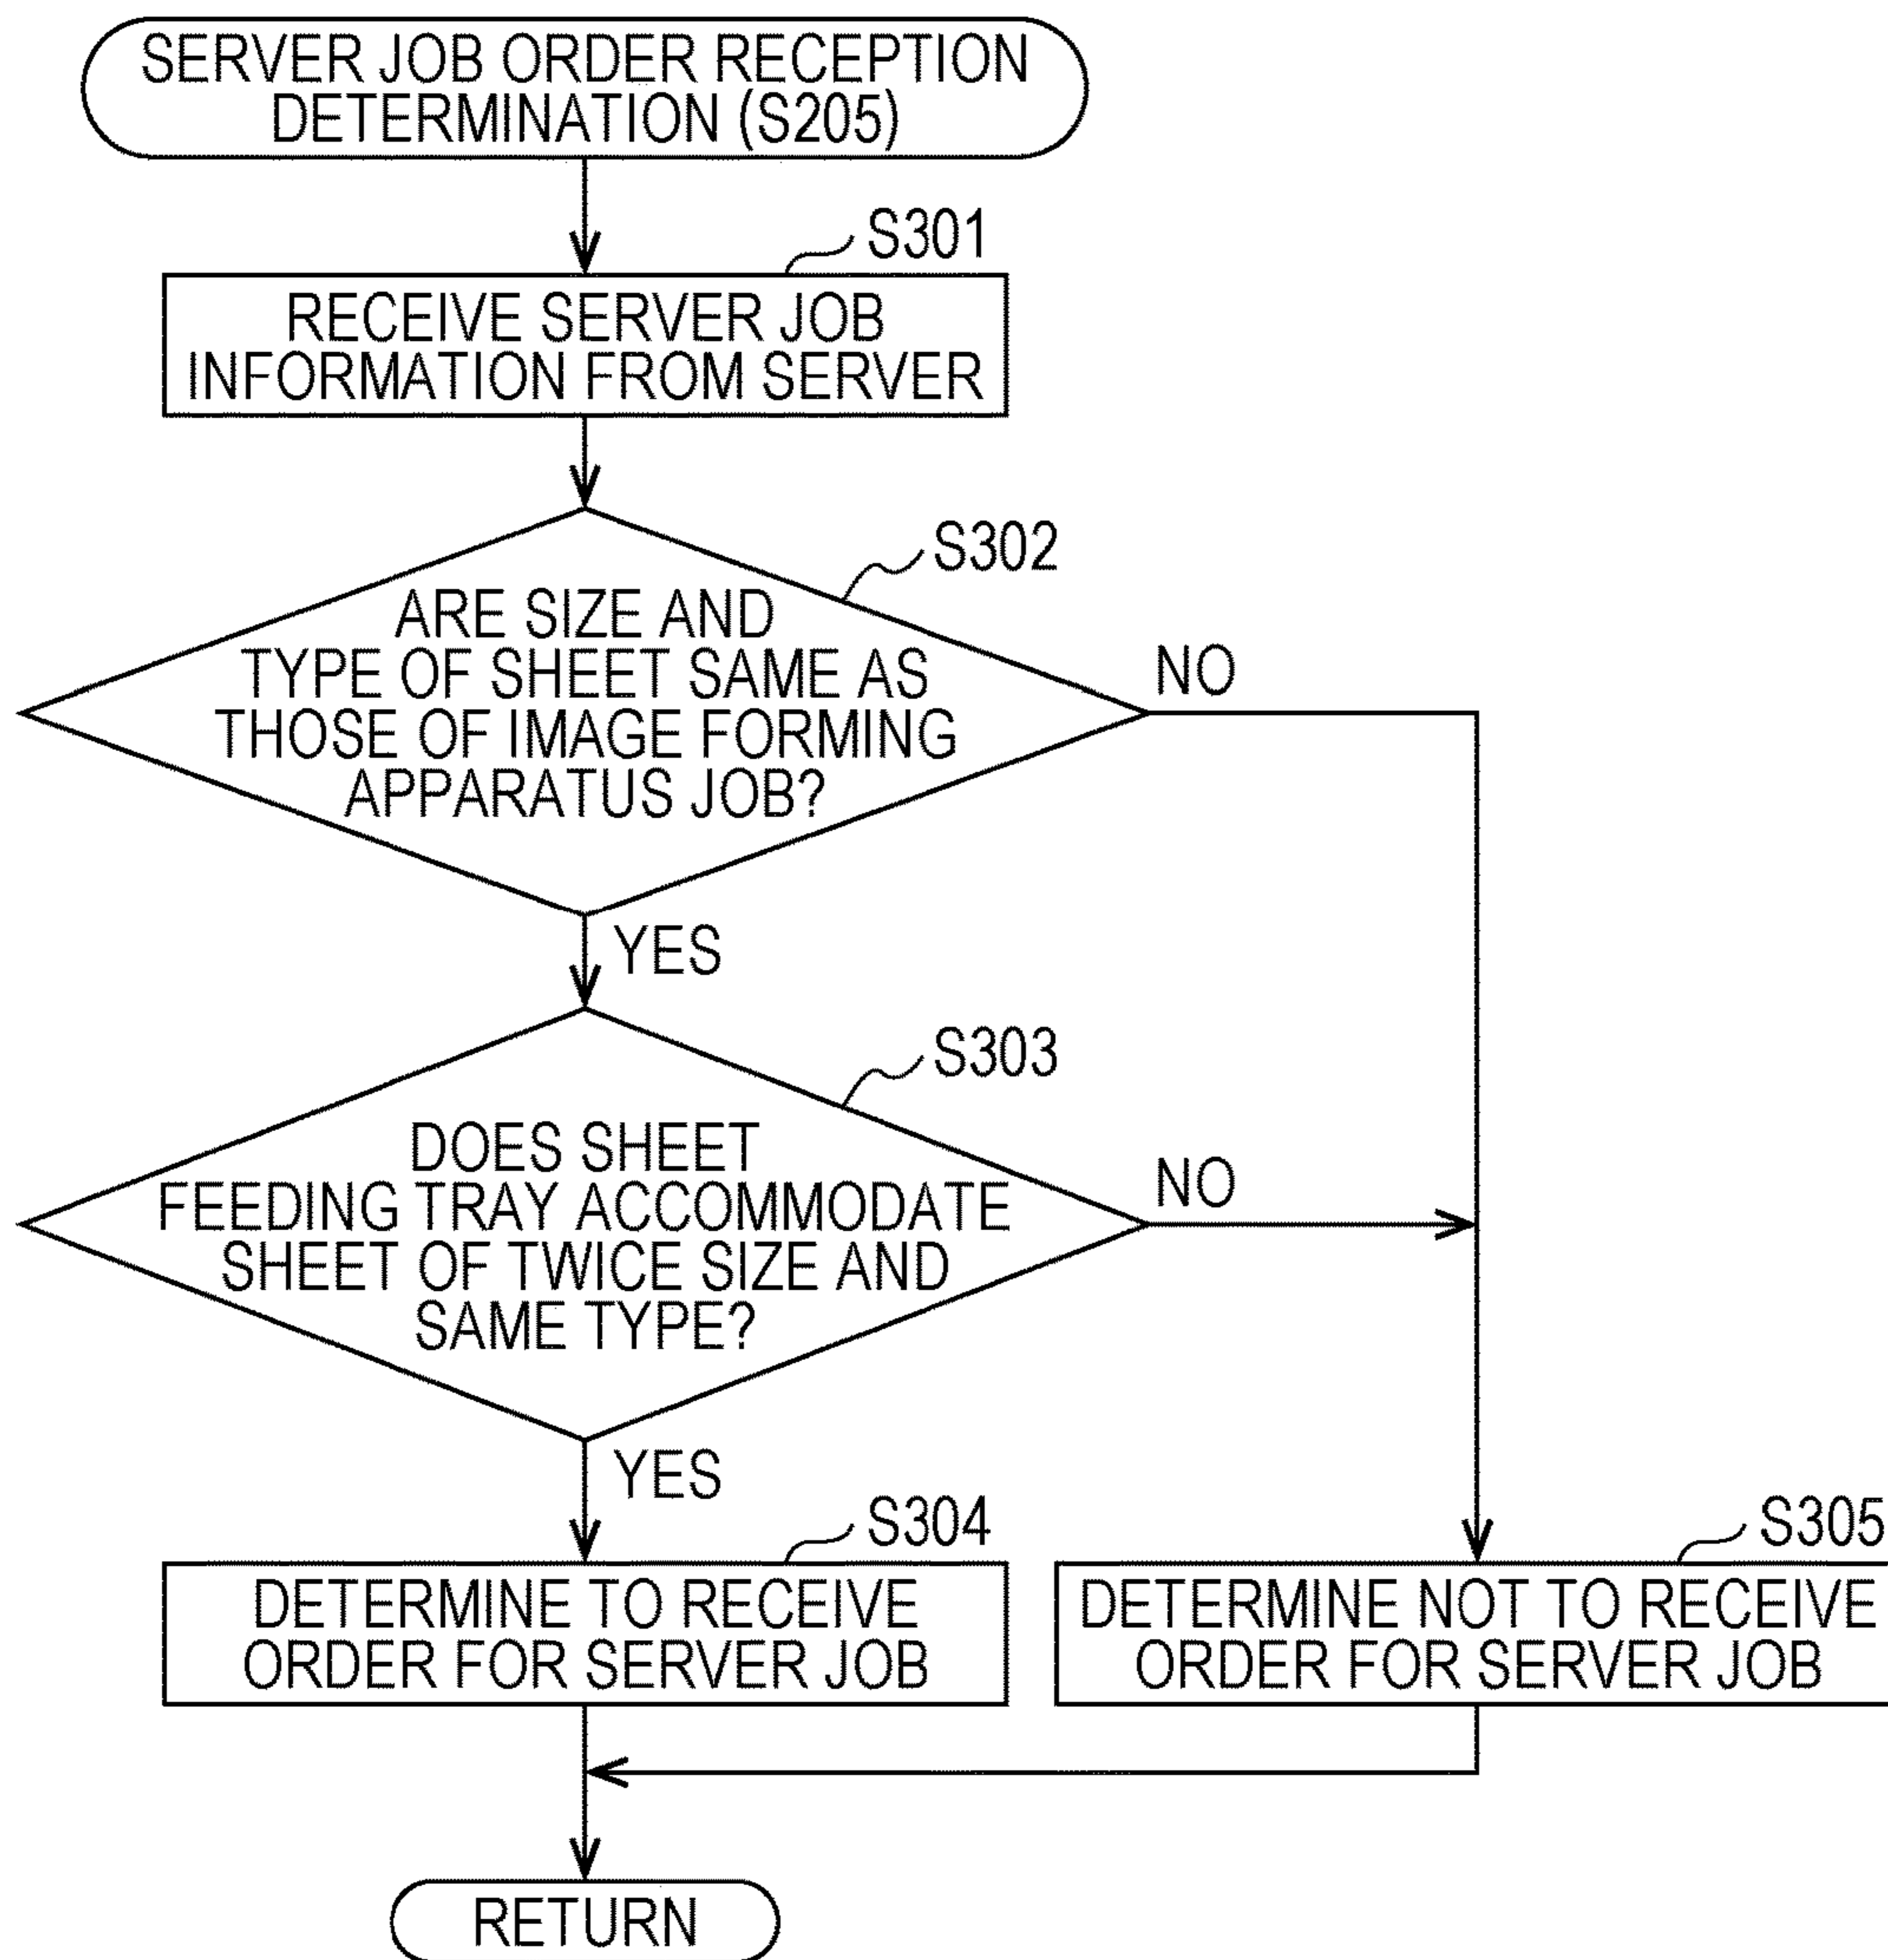 SERVER JOB ORDER RECEPTION
DETERMINATION (S205)
S301
RECEIVE SERVER JOB
INFORMATION FROM SERVER
S302
ARE SIZE AND
TYPE OF SHEET SAME AS
THOSE OF IMAGE FORMING
APPARATUS JOB?
NO
YES
S303
DOES SHEET
FEEDING TRAY ACCOMMODATE
SHEET OF TWICE SIZE AND
SAME TYPE?
NO
YES
S304
DETERMINE TO RECEIVE
ORDER FOR SERVER JOB
S305
DETERMINE NOT TO RECEIVE
ORDER FOR SERVER JOB
RETURN